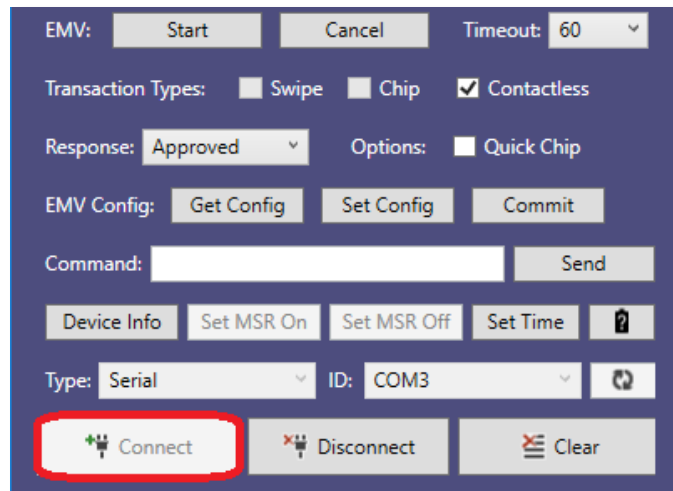 EMV: Start Cancel Timeout: 60
Transaction Types: Swipe Chip Contactless
Response: Approved Options: Quick Chip
EMV Config: Get Config Set Config Commit
Command: Send
Device Info Set MSR On Set MSR Off Set Time ?
Type: Serial ID: COM3
Connect Disconnect Clear